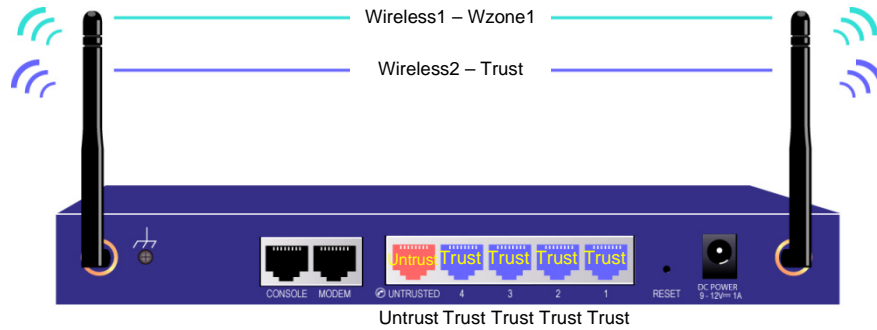 Wireless1 – Wzone1
Wireless2 – Trust
Untrust Trust Trust Trust Trust
CONSOLE MODEM UNTRUSTED 4 3 2 1 RESET DC POWER
9 - 12V 1A
Untrust Trust Trust Trust Trust